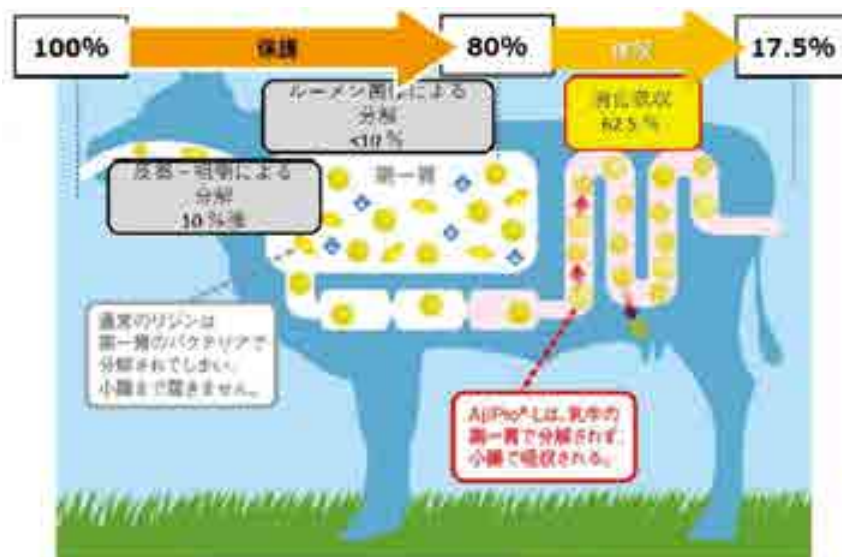 100%
保護
80%
17.5%
ルーメン菌体による
分解
<10 %
62.5 %
反芻-咀嚼による
分解
10 %強
第一胃
通常のリジンは
第一胃のバクテリアで
分解されてしまい、
小腸まで届きません。
AjiPro®-Lは、乳牛の
第一胃で分解されず、
小腸で吸収される。